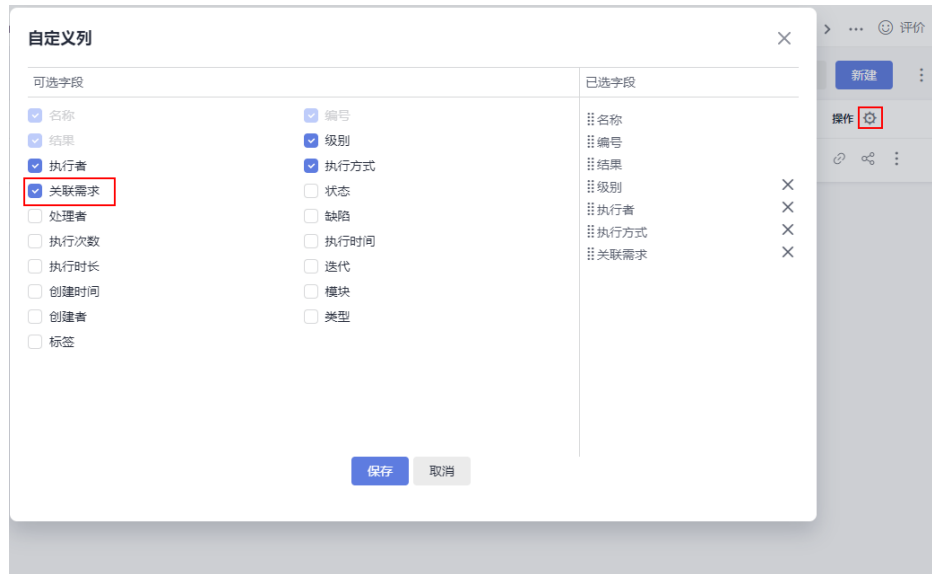 自定义列
评价
新建
操作
可选字段
已选字段
名称
编号
结果
级别
执行者
执行方式
关联需求
状态
处理者
缺陷
执行次数
执行时间
执行时长
迭代
创建时间
模块
创建者
类型
标签
名称
编号
结果
级别
执行者
执行方式
关联需求
保存
取消